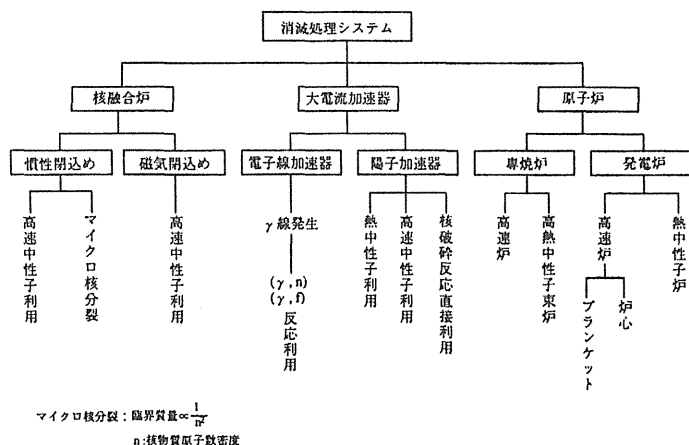 消滅処理システム
核融合炉
大電流加速器
原子炉
慣性閉込め
磁気閉込め
電子線加速器
陽子加速器
専焼炉
発電炉
高速中性子利用
マイクロ核分裂
高速中性子利用
γ線発生
(γ,n)
(γ,f)
反応利用
熱中性子利用
高速中性子利用
核破砕反応直接利用
高速炉
高熱中性子束炉
高速炉
熱中性子炉
ブランケット
炉心
マイクロ核分裂：臨界質量∝1/n²
n:核物質原子数密度